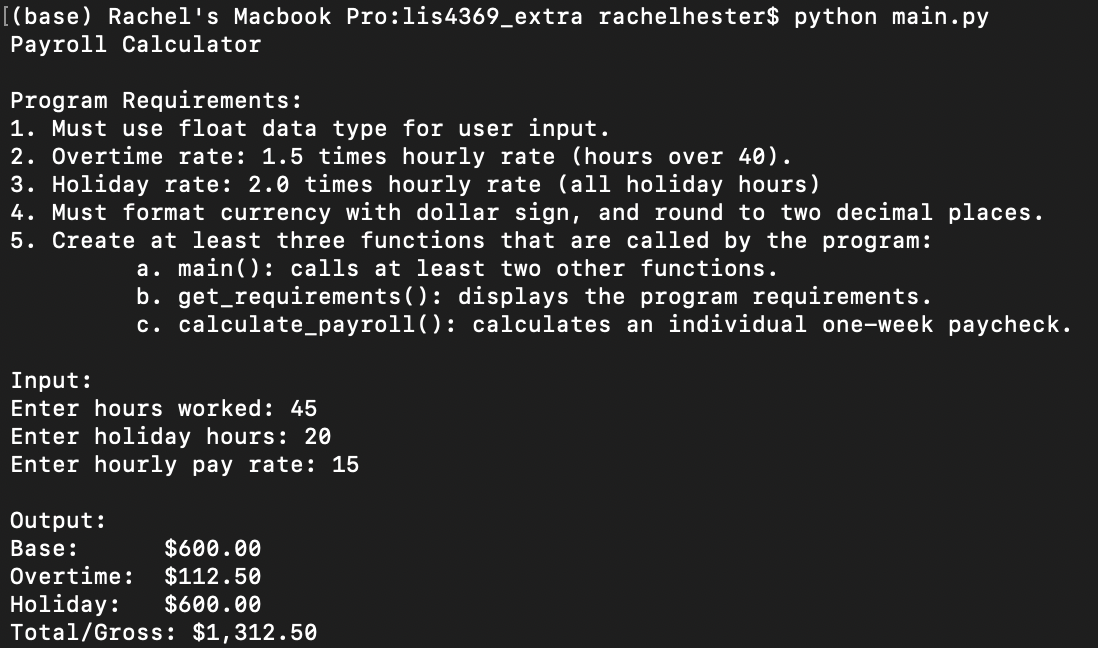 [(base) Rachel's Macbook Pro:lis4369_extra rachelhester$ python main.py
Payroll Calculator
Program Requirements:
1. Must use float data type for user input.
2. Overtime rate: 1.5 times hourly rate (hours over 40).
3. Holiday rate: 2.0 times hourly rate (all holiday hours)
4. Must format currency with dollar sign, and round to two decimal places.
5. Create at least three functions that are called by the program:
a. main(): calls at least two other functions.
b. get_requirements(): displays the program requirements.
c. calculate_payroll(): calculates an individual one–week paycheck.
Input:
Enter hours worked: 45
Enter holiday hours: 20
Enter hourly pay rate: 15
Output:
Base: $600.00
Overtime: $112.50
Holiday: $600.00
Total/Gross: $1,312.50